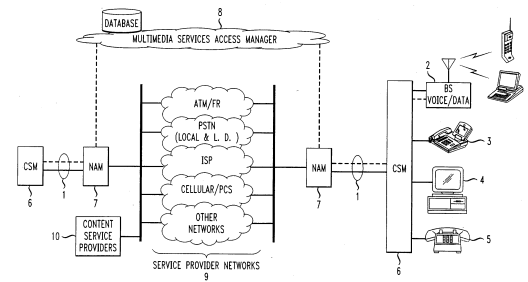 DATABASE
8
MULTIMEDIA SERVICES ACCESS MANAGER
2
BS
VOICE/DATA
ATM/FR
PSTN
(LOCAL & L. D.)
3
CSM
NAM
ISP
NAM
CSM
6
1
7
7
1
4
CELLULAR/PCS
10
CONTENT
SERVICE
PROVIDERS
OTHER
NETWORKS
5
SERVICE PROVIDER NETWORKS
9
6